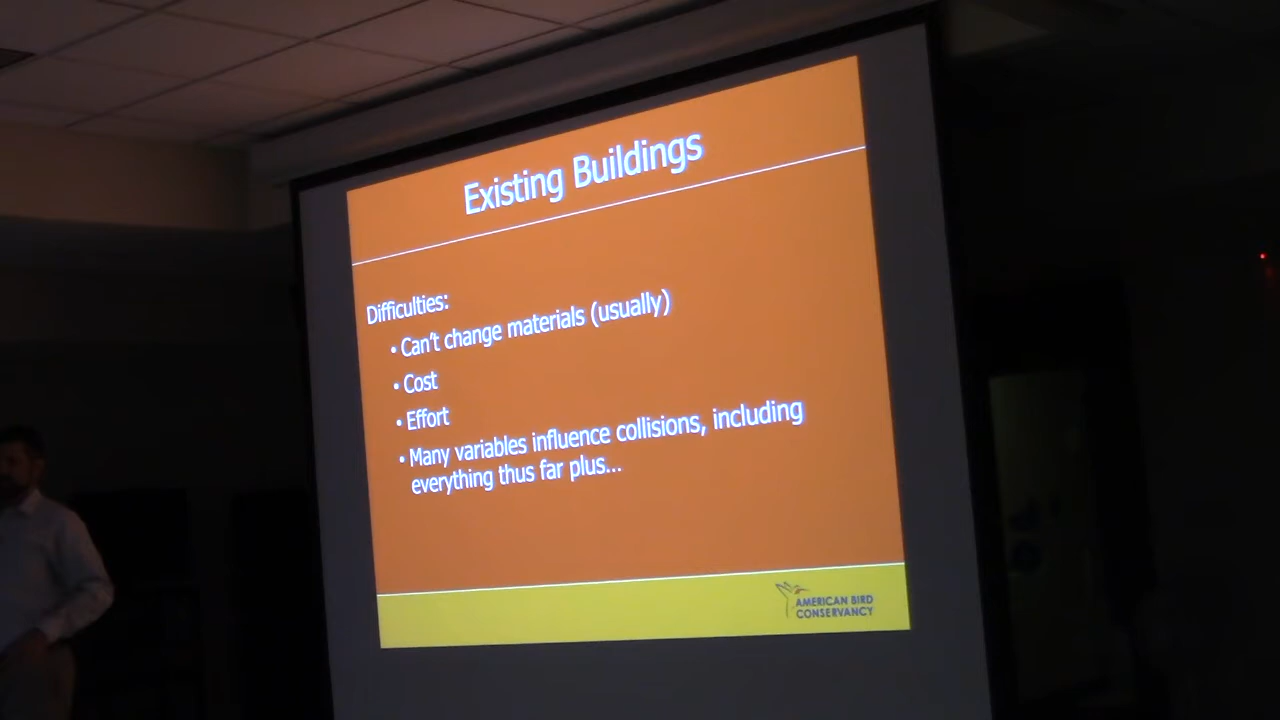 Existing Buildings
Difficulties:
• Can't change materials (usually)
• Cost
• Effort
• Many variables influence collisions, including
everything thus far plus...
AMERICAN BIRD
CONSERVANCY